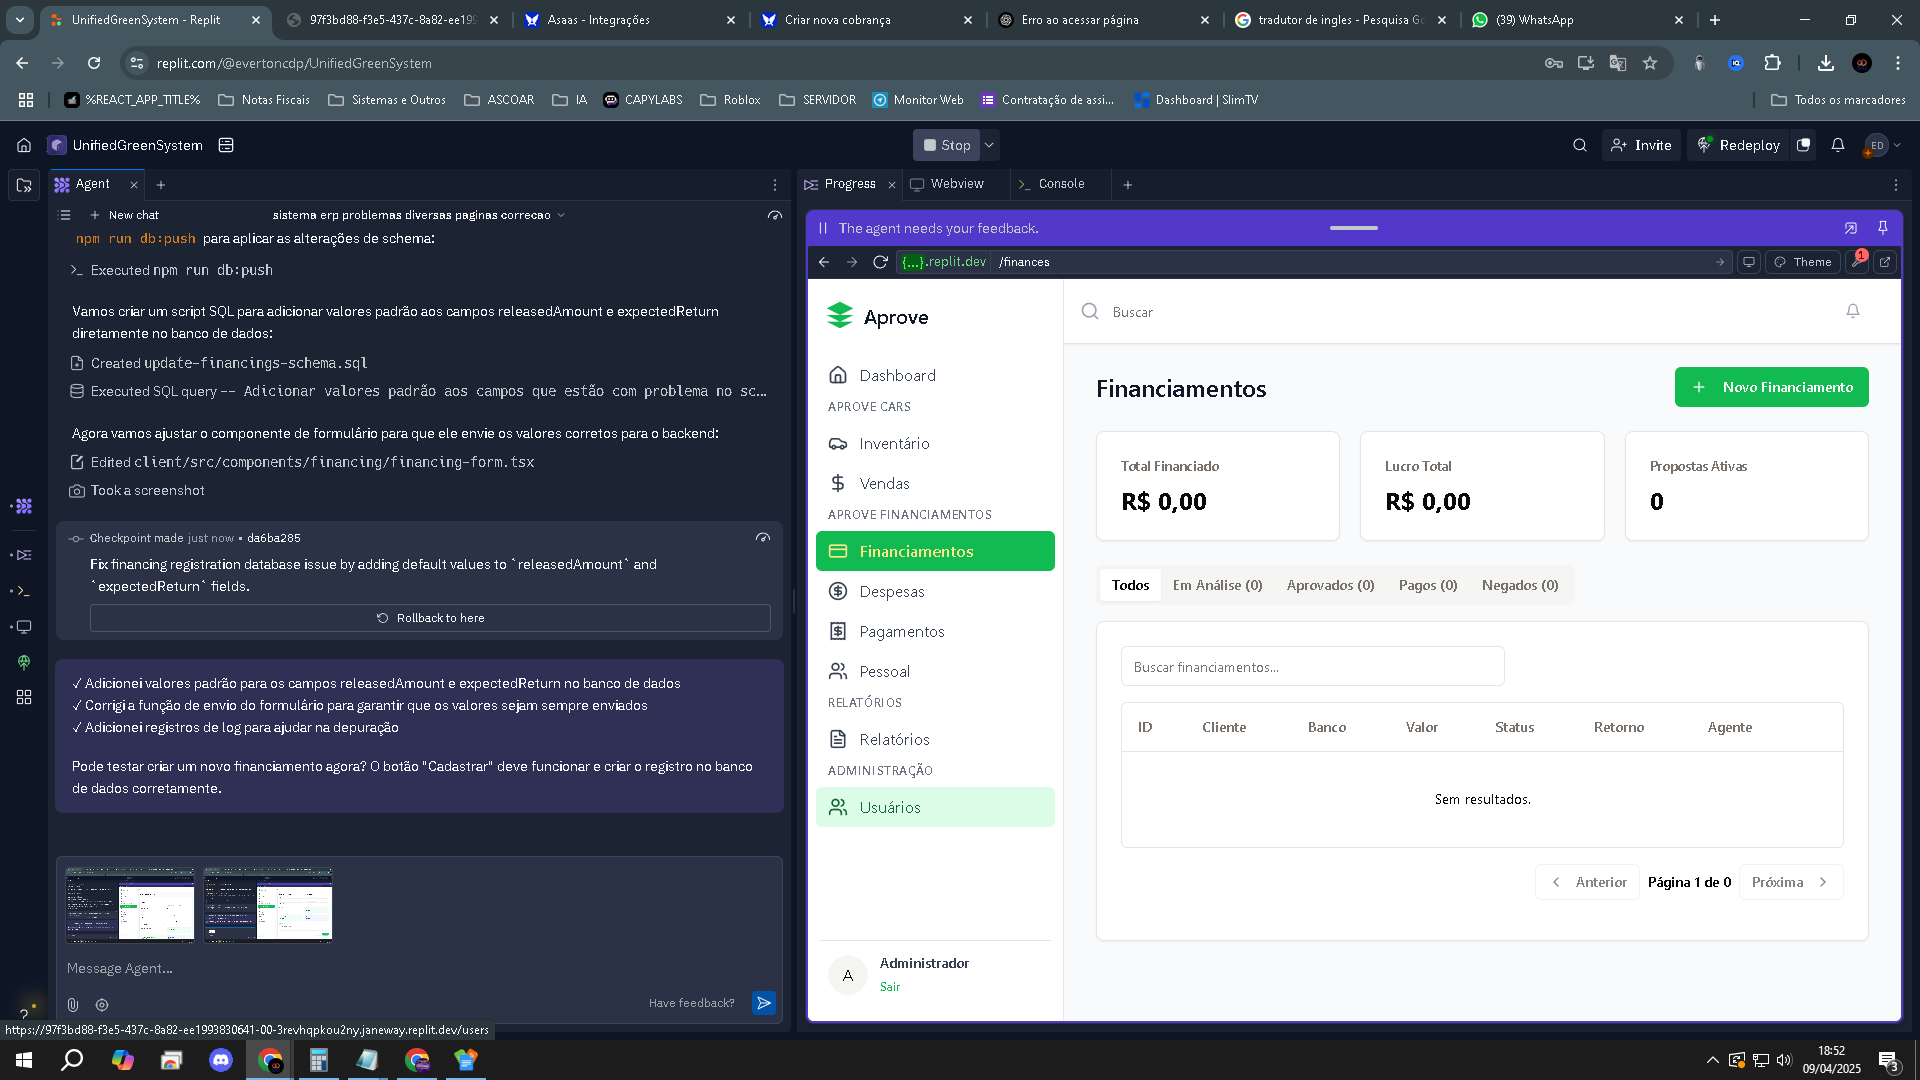 UnifiedGreenSystem - Replit
97f3bd88-f3e5-437c-8a82-ee199
Asaas - Integrações
Criar nova cobrança
Erro ao acessar página
tradutor de ingles - Pesquisa Go
(39) WhatsApp
replit.com/@evertoncdp/UnifiedGreenSystem
%REACT_APP_TITLE%
Notas Fiscais
Sistemas e Outros
ASCOAR
IA
CAPYLABS
Roblox
SERVIDOR
Monitor Web
Contratação de assi...
Dashboard | SlimTV
Todos os marcadores
UnifiedGreenSystem
Stop
Invite
Redeploy
ED
Agent
New chat
sistema erp problemas diversas paginas correcao
npm run db:push para aplicar as alterações de schema:
Executed npm run db:push
Vamos criar um script SQL para adicionar valores padrão aos campos releasedAmount e expectedReturn
diretamente no banco de dados:
Created update-financings-schema.sql
Executed SQL query -- Adicionar valores padrão aos campos que estão com problema no sc...
Agora vamos ajustar o componente de formulário para que ele envie os valores corretos para o backend:
Edited client/src/components/financing/financing-form.tsx
Took a screenshot
Checkpoint made just now • da6ba285
Fix financing registration database issue by adding default values to `releasedAmount` and
`expectedReturn` fields.
Rollback to here
✓ Adicionei valores padrão para os campos releasedAmount e expectedReturn no banco de dados
✓ Corrigi a função de envio do formulário para garantir que os valores sejam sempre enviados
✓ Adicionei registros de log para ajudar na depuração
Pode testar criar um novo financiamento agora? O botão "Cadastrar" deve funcionar e criar o registro no banco
de dados corretamente.
Message Agent...
Have feedback?
https://97f3bd88-f3e5-437c-8a82-ee1993830641-00-3revhqpkou2ny.janeway.replit.dev/users
Progress
Webview
Console
The agent needs your feedback.
{...}.replit.dev /finances
Theme
1
Aprove
Buscar
Dashboard
APROVE CARS
Inventário
Vendas
APROVE FINANCIAMENTOS
Financiamentos
Despesas
Pagamentos
Pessoal
RELATÓRIOS
Relatórios
ADMINISTRAÇÃO
Usuários
A
Administrador
Sair
Financiamentos
Novo Financiamento
Total Financiado
R$ 0,00
Lucro Total
R$ 0,00
Propostas Ativas
0
Todos
Em Análise (0)
Aprovados (0)
Pagos (0)
Negados (0)
Buscar financiamentos...
ID
Cliente
Banco
Valor
Status
Retorno
Agente
Sem resultados.
Anterior
Página 1 de 0
Próxima
18:52
09/04/2025
3